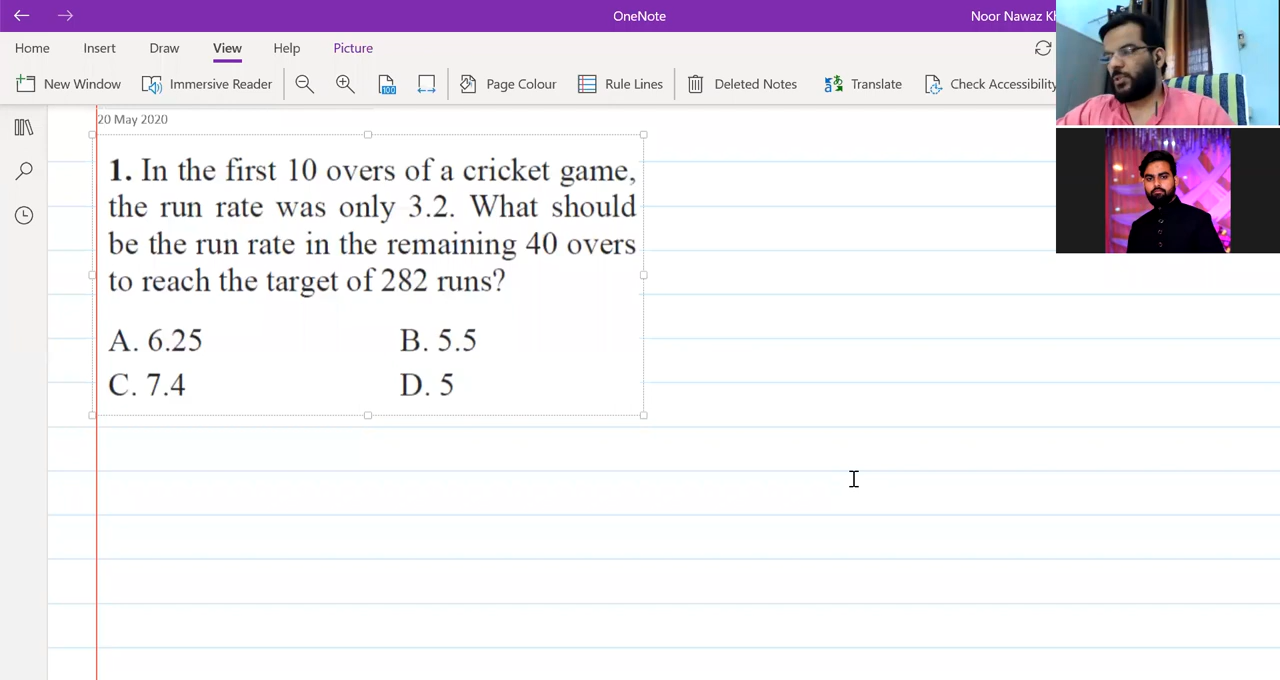 OneNote
Noor Nawaz Kh
Home Insert Draw View Help Picture
New Window Immersive Reader Page Colour Rule Lines Deleted Notes Translate Check Accessibility
20 May 2020
1. In the first 10 overs of a cricket game,
the run rate was only 3.2. What should
be the run rate in the remaining 40 overs
to reach the target of 282 runs?
A. 6.25 B. 5.5
C. 7.4 D. 5